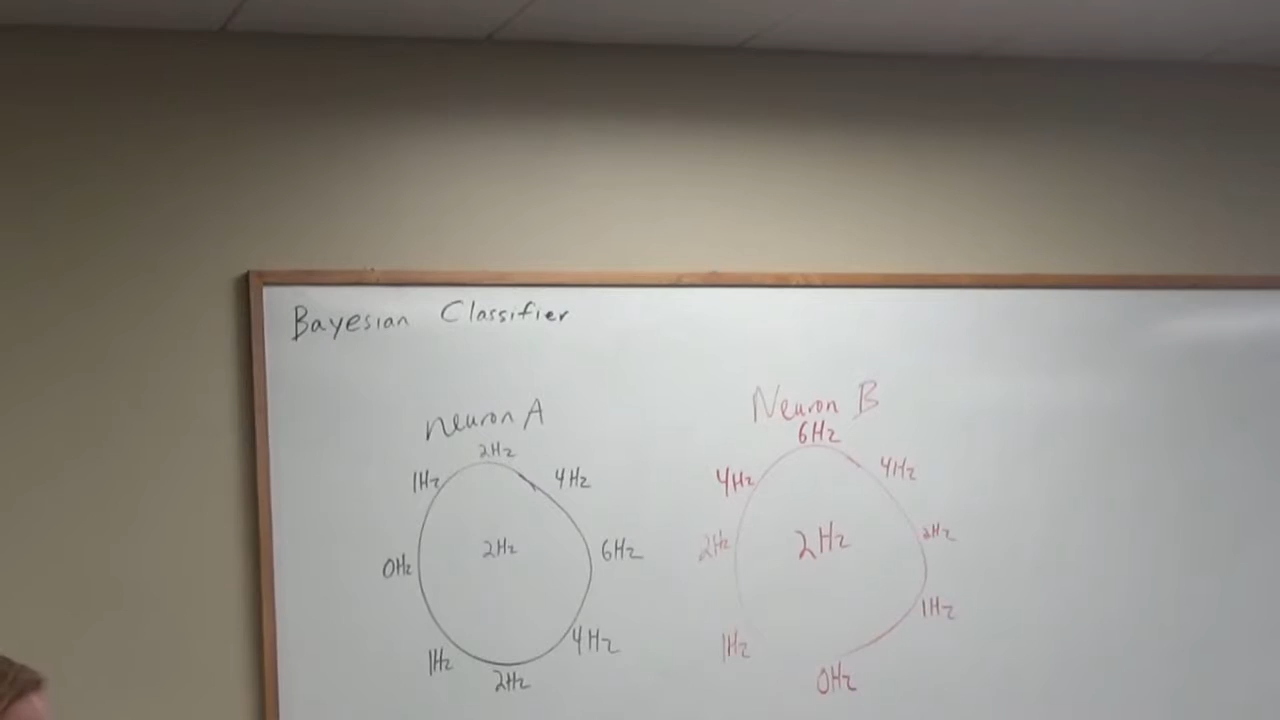 Bayesian Classifier
neuron A
2Hz
1Hz 4Hz
0Hz 2Hz 6Hz
1Hz 4Hz
2Hz
Neuron B
6Hz
4Hz 4Hz
2Hz 2Hz 2Hz
1Hz 1Hz
0Hz